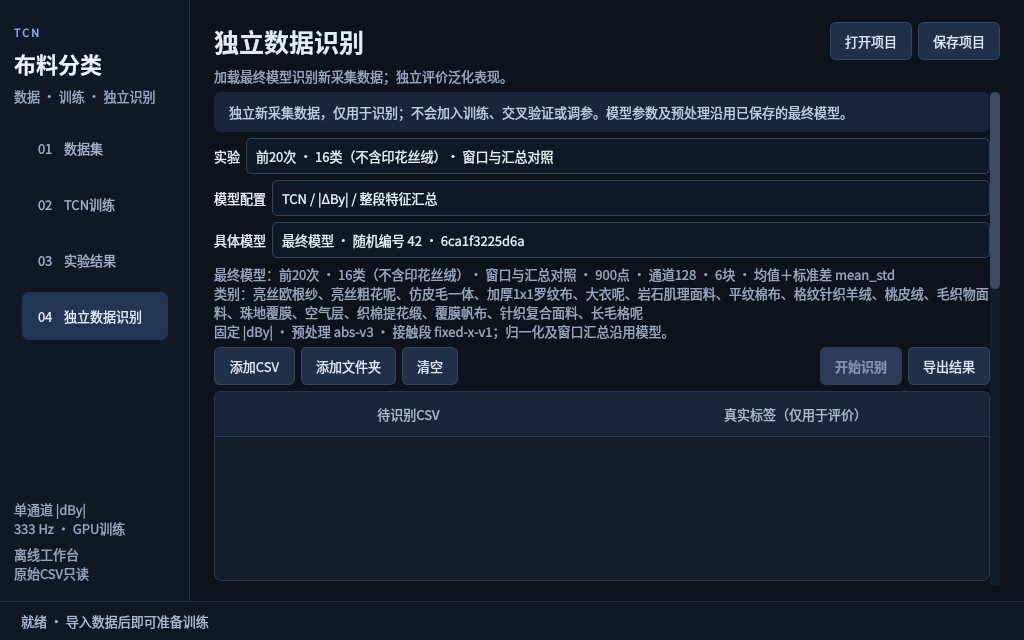 TCN
布料分类
数据 · 训练 · 独立识别
01 数据集
02 TCN训练
03 实验结果
04 独立数据识别
单通道 |dBy|
333 Hz · GPU训练
离线工作台
原始CSV只读
独立数据识别
打开项目
保存项目
加载最终模型识别新采集数据；独立评价泛化表现。
独立新采集数据，仅用于识别；不会加入训练、交叉验证或调参。模型参数及预处理沿用已保存的最终模型。
实验 前20次 · 16类（不含印花丝绒） · 窗口与汇总对照
模型配置 TCN / |ΔBy| / 整段特征汇总
具体模型 最终模型 · 随机编号 42 · 6ca1f3225d6a
最终模型：前20次 · 16类（不含印花丝绒） · 窗口与汇总对照 · 900点 · 通道128 · 6块 · 均值＋标准差 mean_std
类别：亮丝欧根纱、亮丝粗花呢、仿皮毛一体、加厚1x1罗纹布、大衣呢、岩石肌理面料、平纹棉布、格纹针织羊绒、桃皮绒、毛织物面
料、珠地覆膜、空气层、织棉提花缎、覆膜帆布、针织复合面料、长毛格呢
固定 |dBy| · 预处理 abs-v3 · 接触段 fixed-x-v1；归一化及窗口汇总沿用模型。
添加CSV
添加文件夹
清空
开始识别
导出结果
待识别CSV
真实标签（仅用于评价）
就绪 · 导入数据后即可准备训练